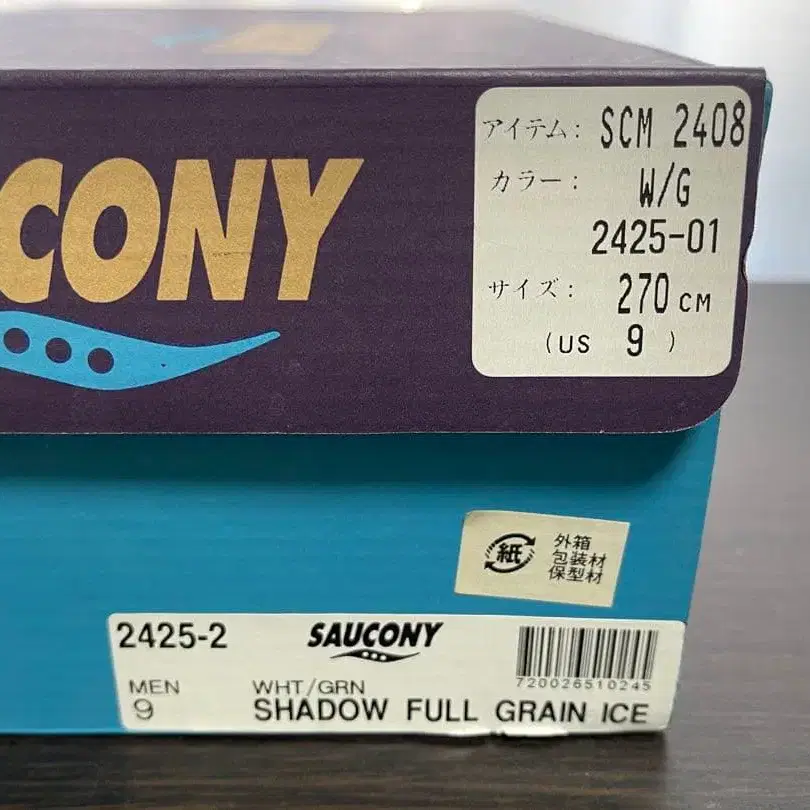 CONY
アイテム: SCM 2408
カラー: W/G
2425-01
サイズ: 270 CM
(US 9 )
紙
外箱
包装材
保型材
2425-2 SAUCONY
720026510245
MEN WHT/GRN
9 SHADOW FULL GRAIN ICE